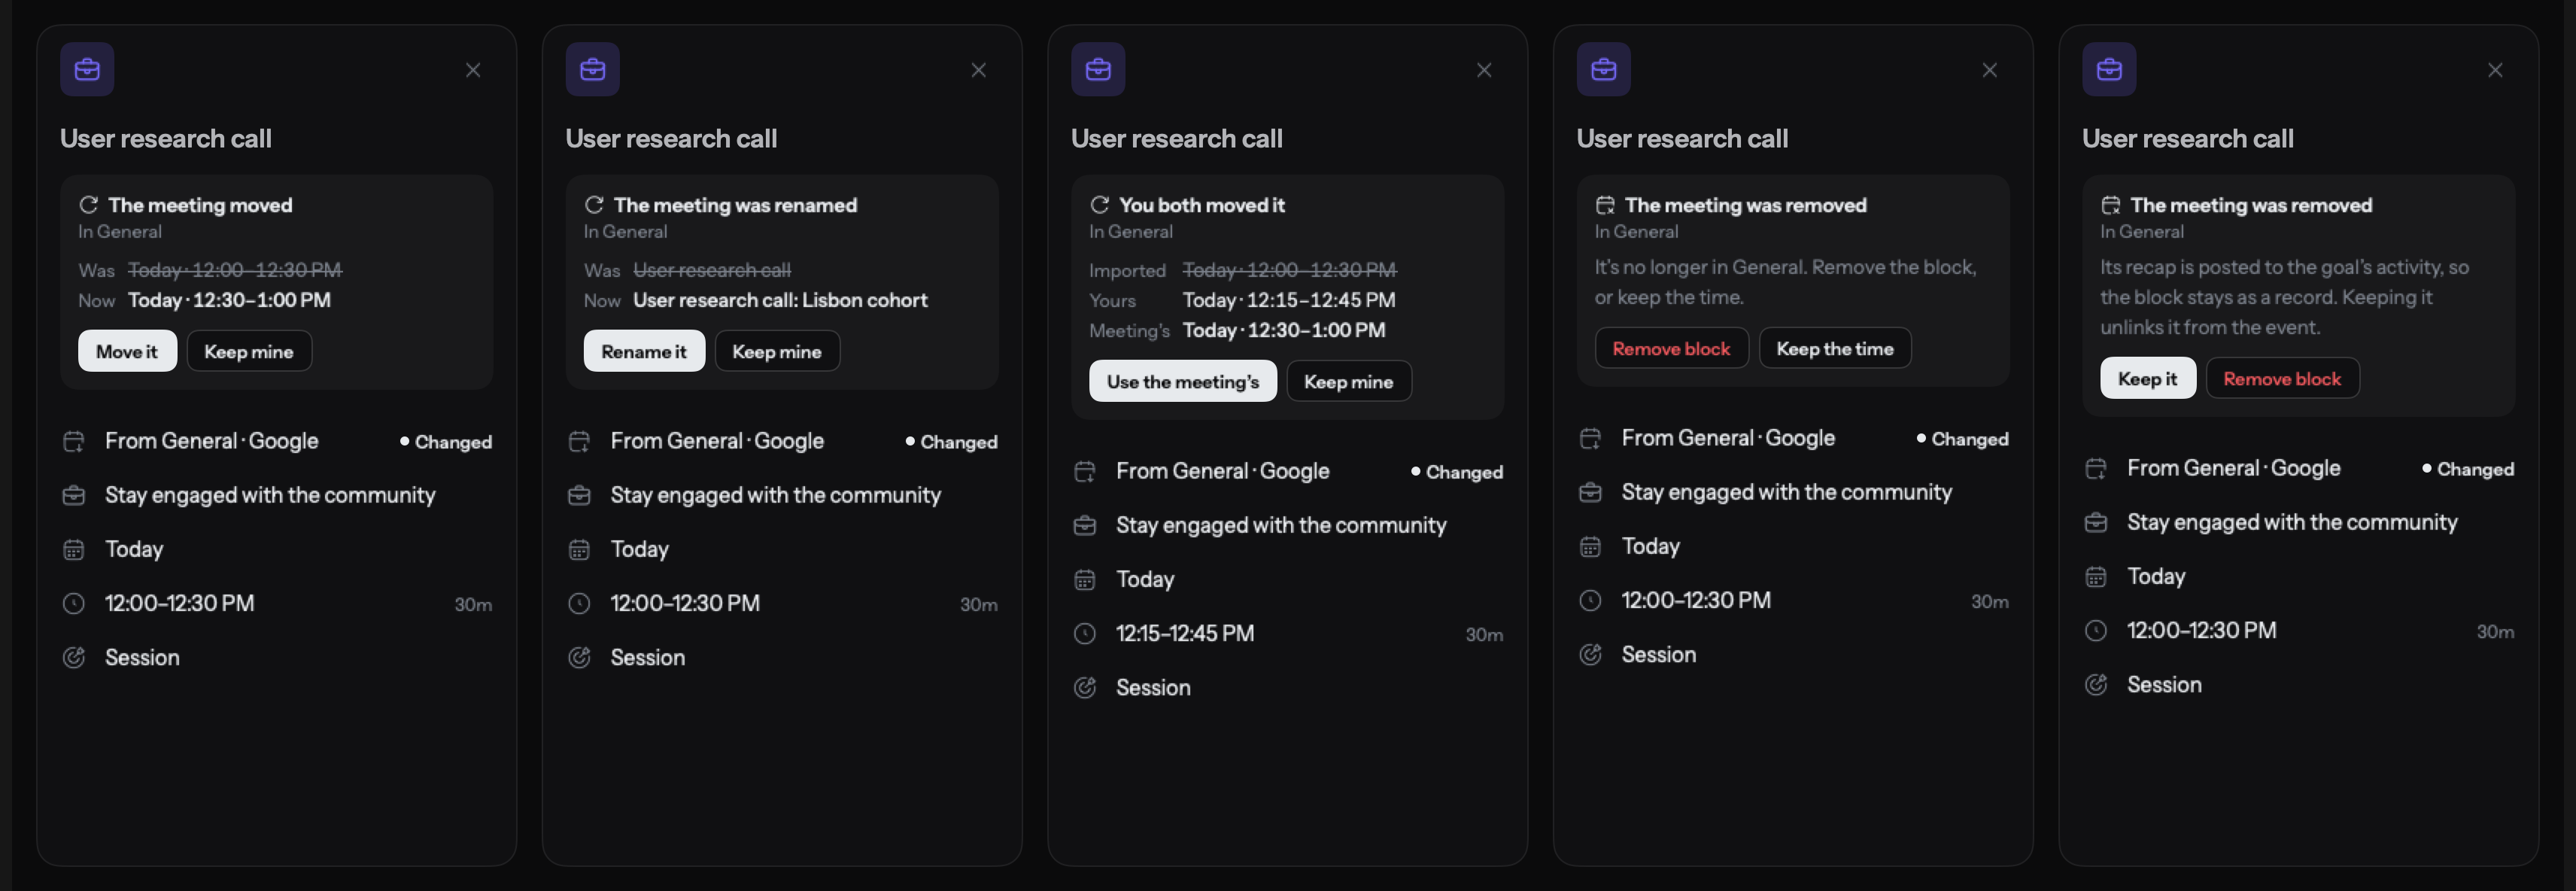 User research call
The meeting moved
In General
Was Today · 12:00–12:30 PM
Now Today · 12:30–1:00 PM
Move it Keep mine
From General · Google Changed
Stay engaged with the community
Today
12:00–12:30 PM 30m
Session
User research call
The meeting was renamed
In General
Was User research call
Now User research call: Lisbon cohort
Rename it Keep mine
From General · Google Changed
Stay engaged with the community
Today
12:00–12:30 PM 30m
Session
User research call
You both moved it
In General
Imported Today · 12:00–12:30 PM
Yours Today · 12:15–12:45 PM
Meeting’s Today · 12:30–1:00 PM
Use the meeting’s Keep mine
From General · Google Changed
Stay engaged with the community
Today
12:15–12:45 PM 30m
Session
User research call
The meeting was removed
In General
It’s no longer in General. Remove the block,
or keep the time.
Remove block Keep the time
From General · Google Changed
Stay engaged with the community
Today
12:00–12:30 PM 30m
Session
User research call
The meeting was removed
In General
Its recap is posted to the goal’s activity, so
the block stays as a record. Keeping it
unlinks it from the event.
Keep it Remove block
From General · Google Changed
Stay engaged with the community
Today
12:00–12:30 PM 30m
Session